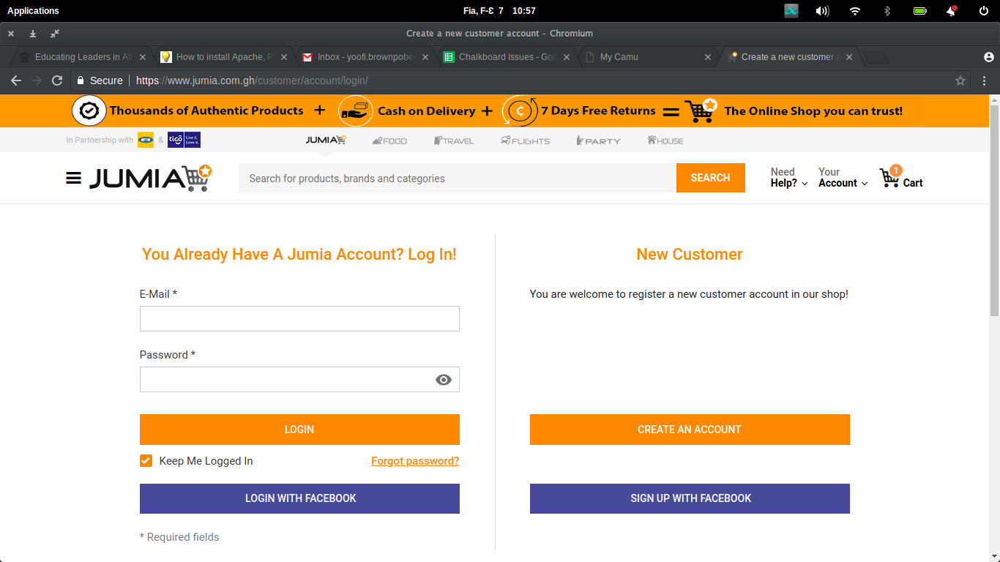 Applications
Fia, F-Ɛ 7 10:57
Create a new customer account – Chromium
Educating Leaders in Af
How to install Apache, P
Inbox - yoofi.brownpobe
Chalkboard Issues - Goo
My Camu
Create a new customer a
Secure https://www.jumia.com.gh/customer/account/login/
Thousands of Authentic Products + Cash on Delivery + 7 Days Free Returns = The Online Shop you can trust!
In Partnership with MTN & tiGO Live it. Love it.
JUMIA FOOD TRAVEL FLIGHTS PARTY HOUSE
JUMIA
Search for products, brands and categories
SEARCH
Need Help?
Your Account
1 Cart
You Already Have A Jumia Account? Log In!
E-Mail *
Password *
LOGIN
Keep Me Logged In
Forgot password?
LOGIN WITH FACEBOOK
* Required fields
New Customer
You are welcome to register a new customer account in our shop!
CREATE AN ACCOUNT
SIGN UP WITH FACEBOOK